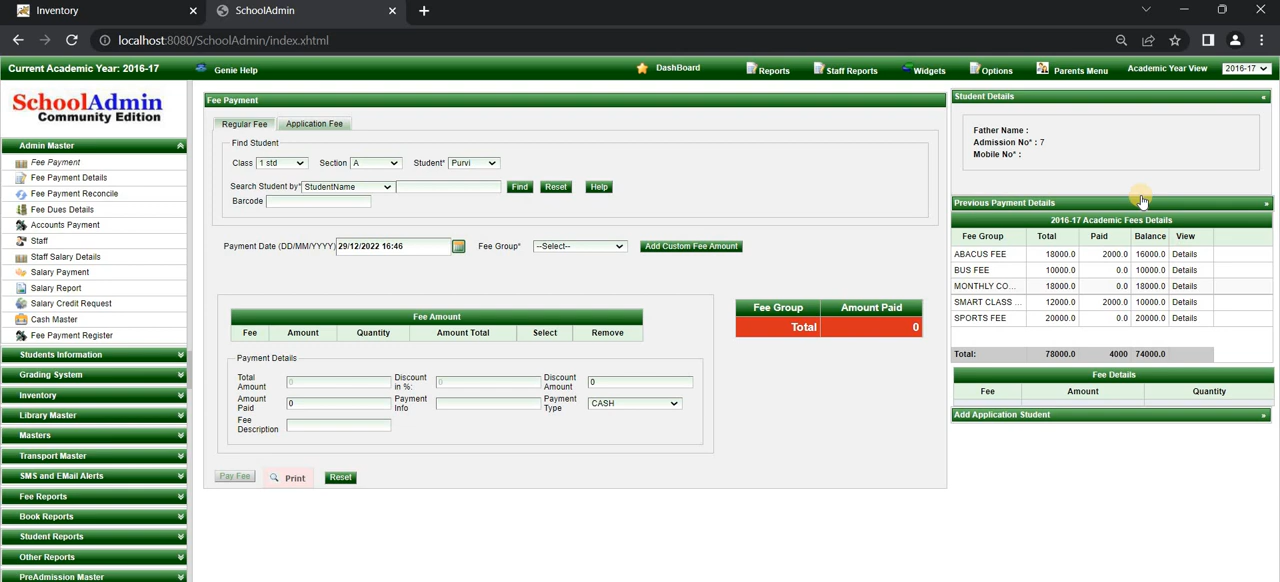 Inventory
SchoolAdmin
localhost:8080/SchoolAdmin/index.xhtml
Current Academic Year: 2016-17 Genie Help DashBoard Reports Staff Reports Widgets Options Parents Menu Academic Year View 2016-17
SchoolAdmin
Community Edition
Admin Master
Fee Payment
Fee Payment Details
Fee Payment Reconcile
Fee Dues Details
Accounts Payment
Staff
Staff Salary Details
Salary Payment
Salary Report
Salary Credit Request
Cash Master
Fee Payment Register
Students Information
Grading System
Inventory
Library Master
Masters
Transport Master
SMS and EMail Alerts
Fee Reports
Book Reports
Student Reports
Other Reports
PreAdmission Master
Fee Payment
Regular Fee Application Fee
Find Student
Class 1 std Section A Student* Purvi
Search Student by* StudentName Find Reset Help
Barcode
Payment Date (DD/MM/YYYY) 29/12/2022 16:46 Fee Group* --Select-- Add Custom Fee Amount
Fee Amount
Fee Amount Quantity Amount Total Select Remove
Fee Group Amount Paid
Total 0
Payment Details
Total Amount 0 Discount in %: 0 Discount Amount 0
Amount Paid 0 Payment Info Payment Type CASH
Fee Description
Pay Fee Print Reset
Student Details
Father Name :
Admission No* : 7
Mobile No* :
Previous Payment Details
2016-17 Academic Fees Details
Fee Group Total Paid Balance View
ABACUS FEE 18000.0 2000.0 16000.0 Details
BUS FEE 10000.0 0.0 10000.0 Details
MONTHLY CO... 18000.0 0.0 18000.0 Details
SMART CLASS ... 12000.0 2000.0 10000.0 Details
SPORTS FEE 20000.0 0.0 20000.0 Details
Total: 78000.0 4000 74000.0
Fee Details
Fee Amount Quantity
Add Application Student